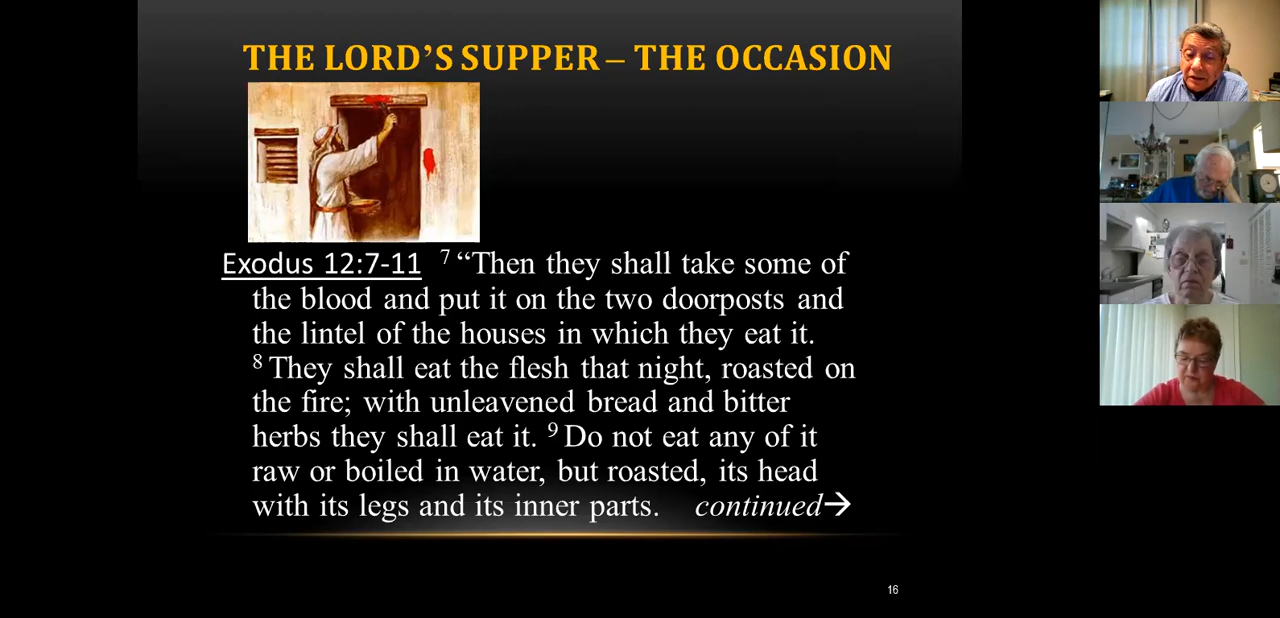 THE LORD’S SUPPER – THE OCCASION
Exodus 12:7-11 7 “Then they shall take some of
the blood and put it on the two doorposts and
the lintel of the houses in which they eat it.
8 They shall eat the flesh that night, roasted on
the fire; with unleavened bread and bitter
herbs they shall eat it. 9 Do not eat any of it
raw or boiled in water, but roasted, its head
with its legs and its inner parts. continued→
16